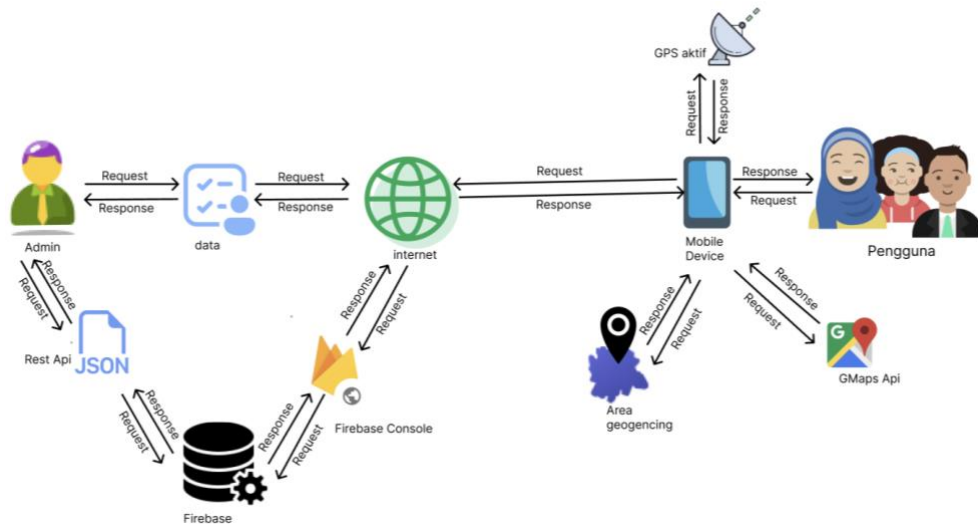 GPS aktif
Request
Response
Request
Response
Admin
Request
Response
data
Request
Response
internet
Request
Response
Mobile
Device
Response
Request
Pengguna
Response
Request
Rest Api
JSON
Response
Request
Firebase
Response
Request
Firebase Console
Response
Request
Response
Request
Area
geogencing
Response
Request
G
GMaps Api